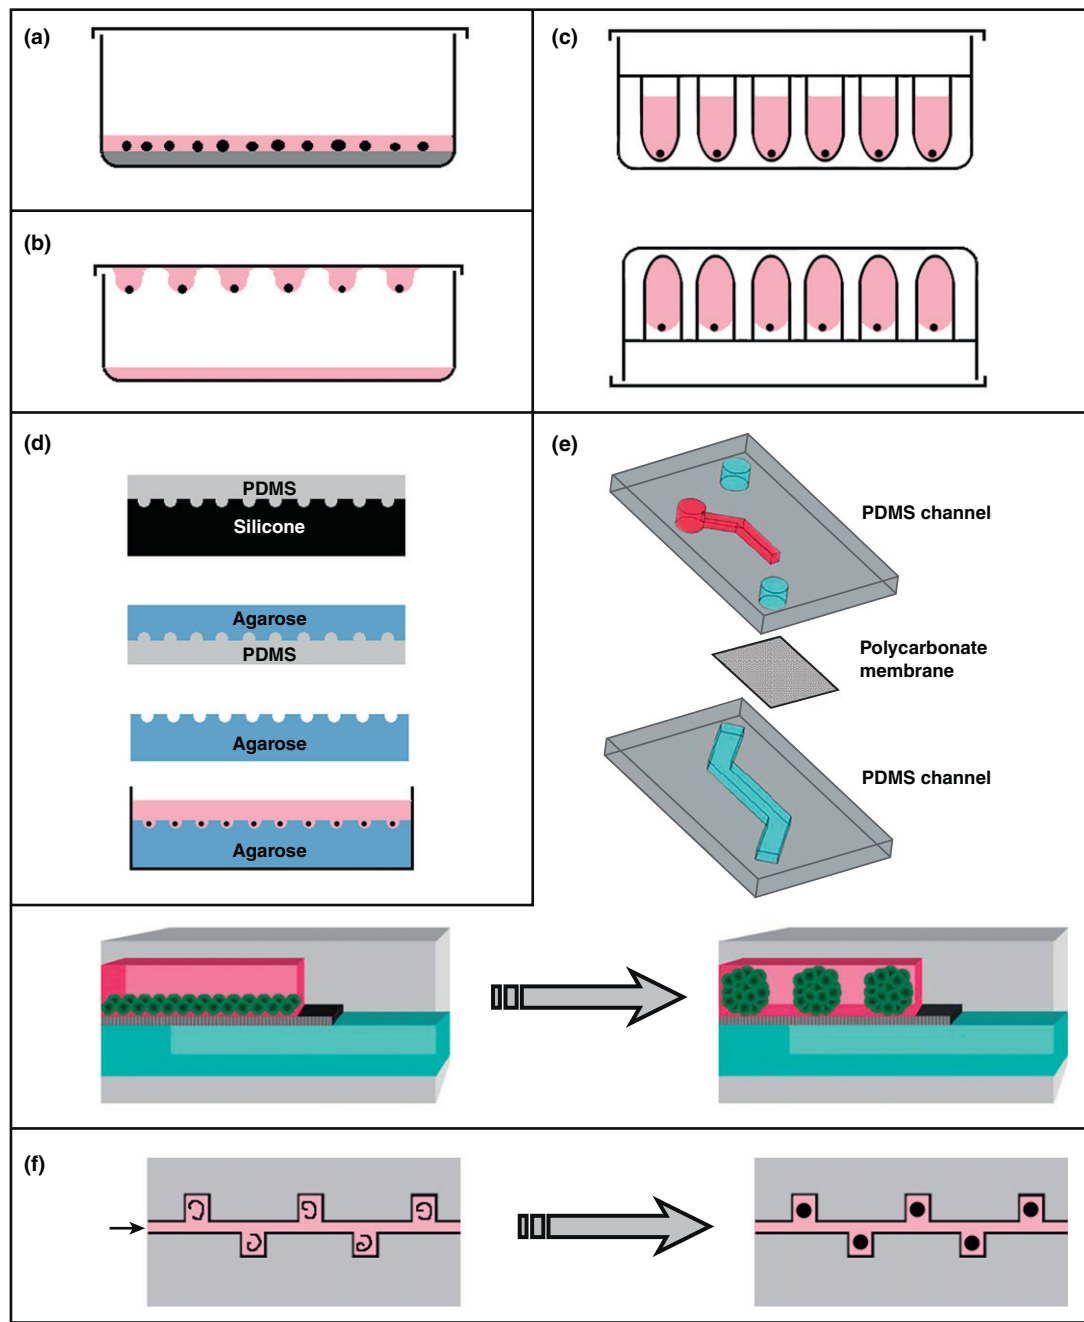 (a)
(c)
(b)
(d)
PDMS
Silicone
Agarose
PDMS
Agarose
Agarose
(e)
PDMS channel
Polycarbonate
membrane
PDMS channel
(f)